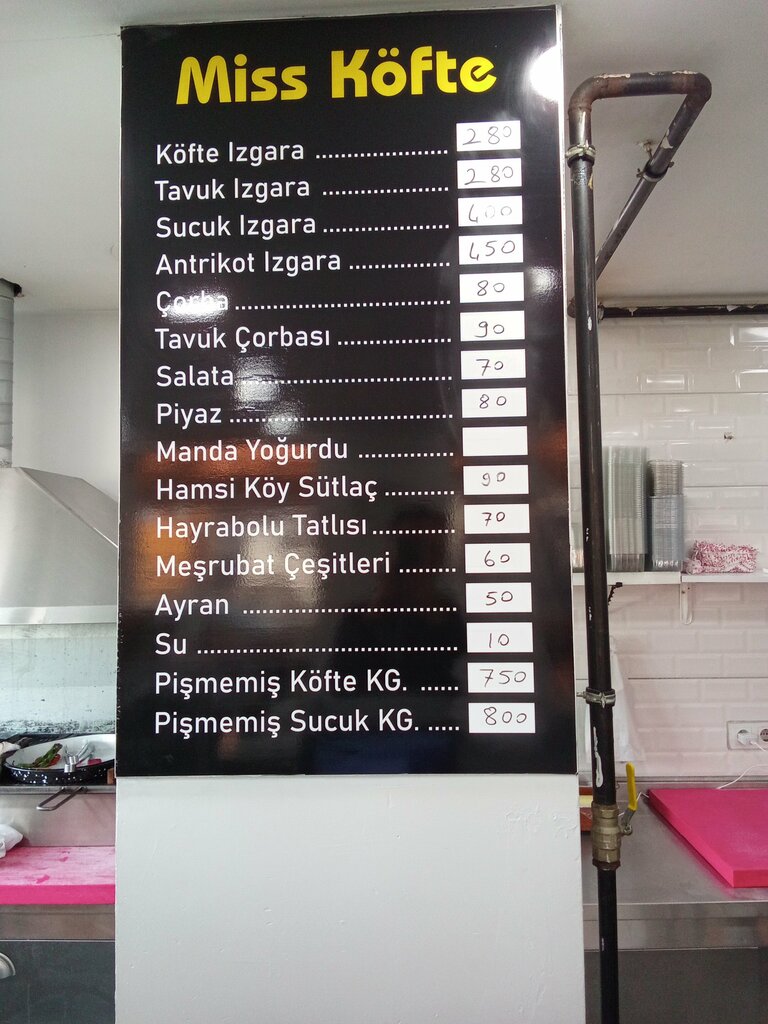 Miss Köfte
Köfte Izgara .................... 280
Tavuk Izgara ................... 280
Sucuk Izgara ................... 400
Antrikot Izgara ............... 450
Çorba ................................ 80
Tavuk Çorbası ................. 90
Salata ............................... 70
Piyaz ................................. 80
Manda Yoğurdu ..............
Hamsi Köy Sütlaç .......... 90
Hayrabolu Tatlısı ............ 70
Meşrubat Çeşitleri ........ 60
Ayran ............................... 50
Su ..................................... 10
Pişmemiş Köfte KG. ...... 750
Pişmemiş Sucuk KG. ..... 800